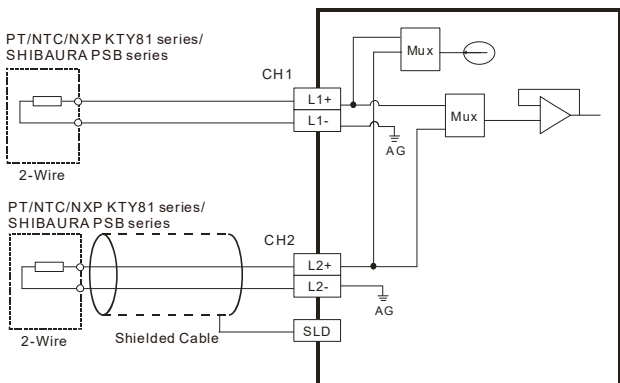 PT/NTC/NXP KTY81 series/
SHIBAURA PSB series
2-Wire
CH1
L1+
L1-
Mux
Mux
AG
PT/NTC/NXP KTY81 series/
SHIBAURA PSB series
2-Wire
Shielded Cable
CH2
L2+
L2-
SLD
AG